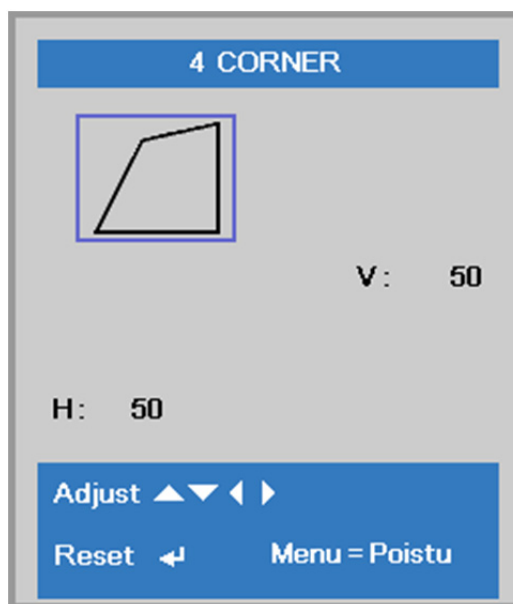 4 CORNER
V: 50
H: 50
Adjust
Reset Menu = Poistu